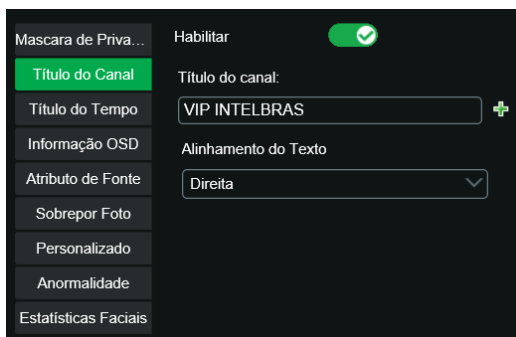 Mascara de Priva...
Título do Canal
Título do Tempo
Informação OSD
Atributo de Fonte
Sobrepor Foto
Personalizado
Anormalidade
Estatísticas Faciais
Habilitar
Título do canal:
VIP INTELBRAS
Alinhamento do Texto
Direita